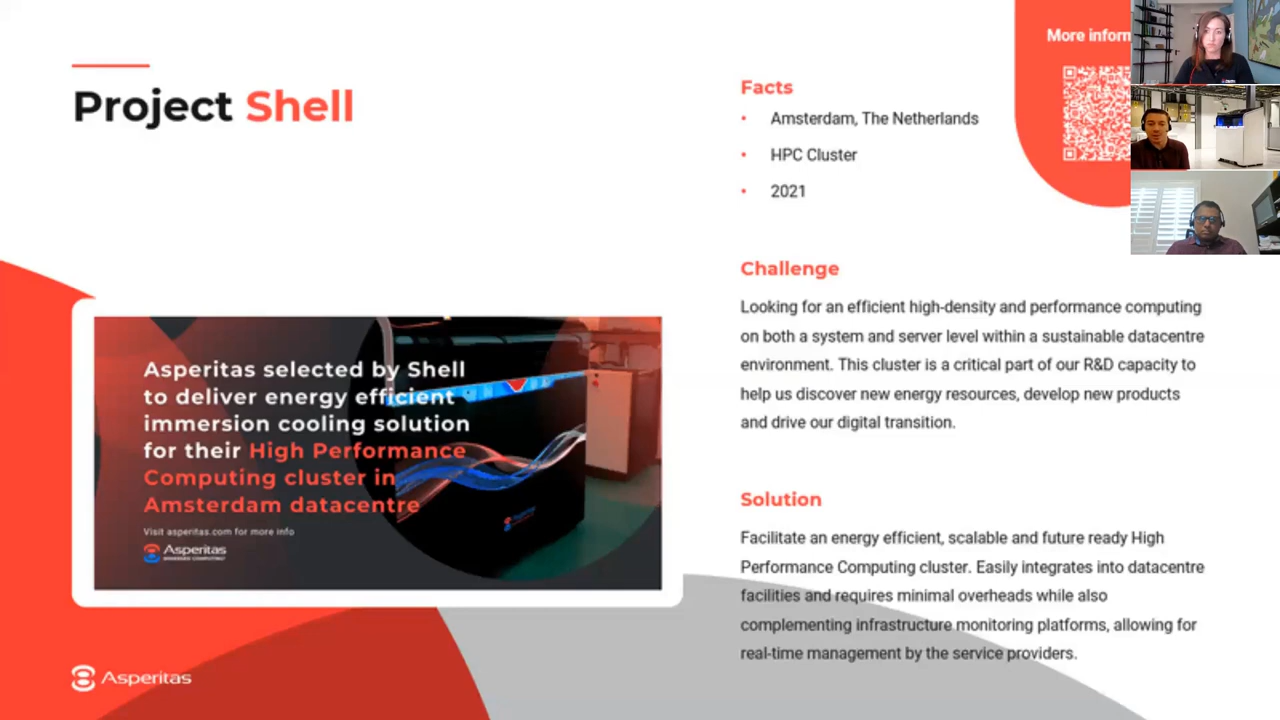 Project Shell
Asperitas selected by Shell
to deliver energy efficient
immersion cooling solution
for their High Performance
Computing cluster in
Amsterdam datacentre
Visit asperitas.com for more info
Asperitas
IMMERSED COMPUTING
Asperitas
Facts
• Amsterdam, The Netherlands
• HPC Cluster
• 2021
Challenge
Looking for an efficient high-density and performance computing
on both a system and server level within a sustainable datacentre
environment. This cluster is a critical part of our R&D capacity to
help us discover new energy resources, develop new products
and drive our digital transition.
Solution
Facilitate an energy efficient, scalable and future ready High
Performance Computing cluster. Easily integrates into datacentre
facilities and requires minimal overheads while also
complementing infrastructure monitoring platforms, allowing for
real-time management by the service providers.
More